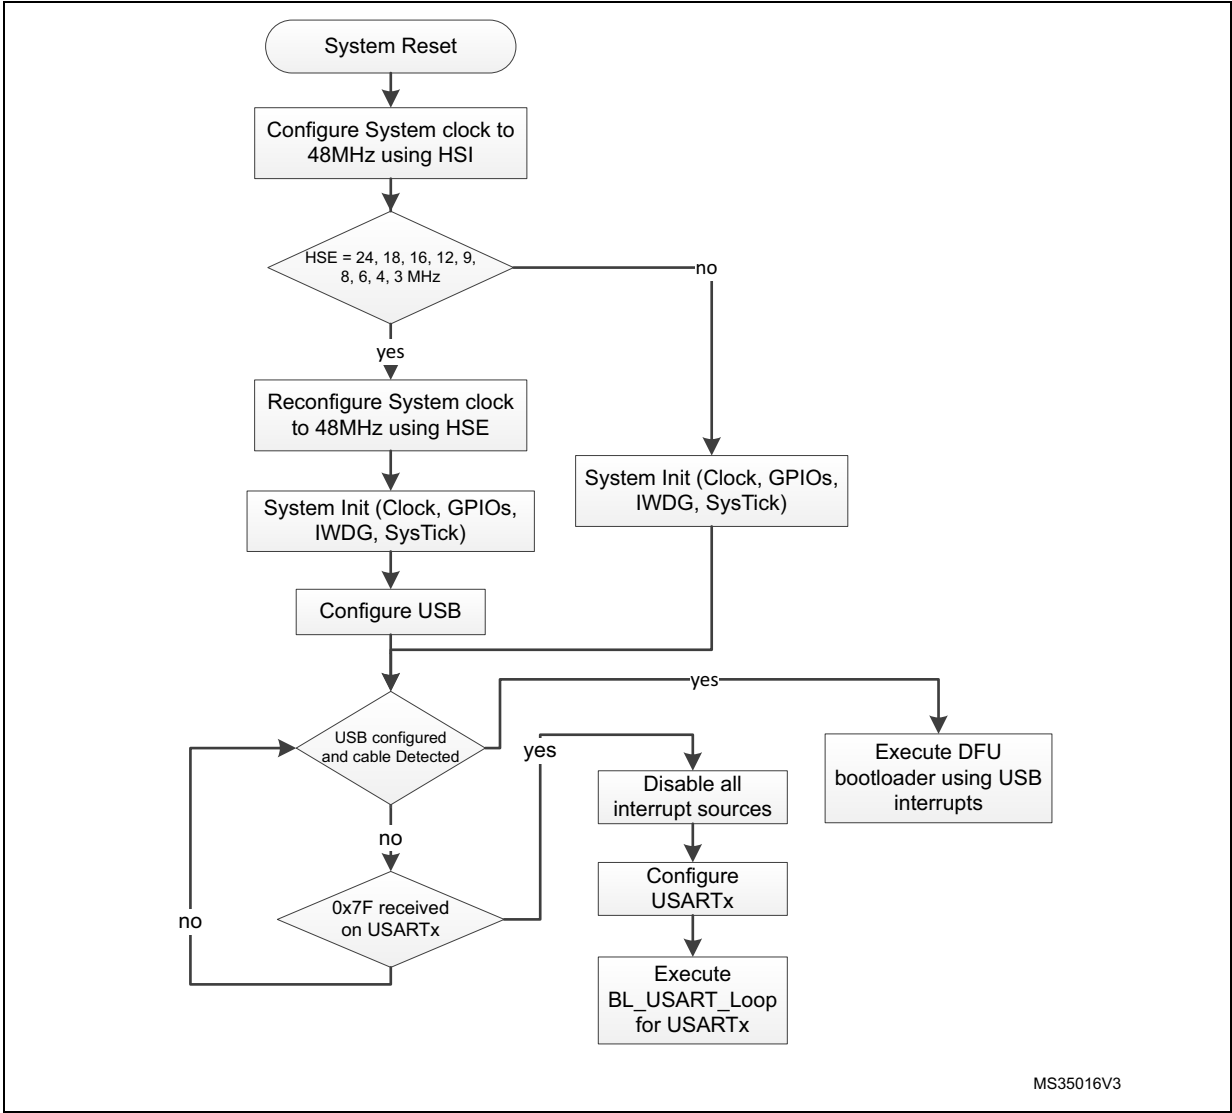 System Reset
Configure System clock to
48MHz using HSI
HSE = 24, 18, 16, 12, 9,
8, 6, 4, 3 MHz
no
yes
Reconfigure System clock
to 48MHz using HSE
System Init (Clock, GPIOs,
IWDG, SysTick)
System Init (Clock, GPIOs,
IWDG, SysTick)
Configure USB
yes
USB configured
and cable Detected
yes
Execute DFU
bootloader using USB
interrupts
Disable all
interrupt sources
no
Configure
USARTx
0x7F received
on USARTx
no
Execute
BL_USART_Loop
for USARTx
MS35016V3